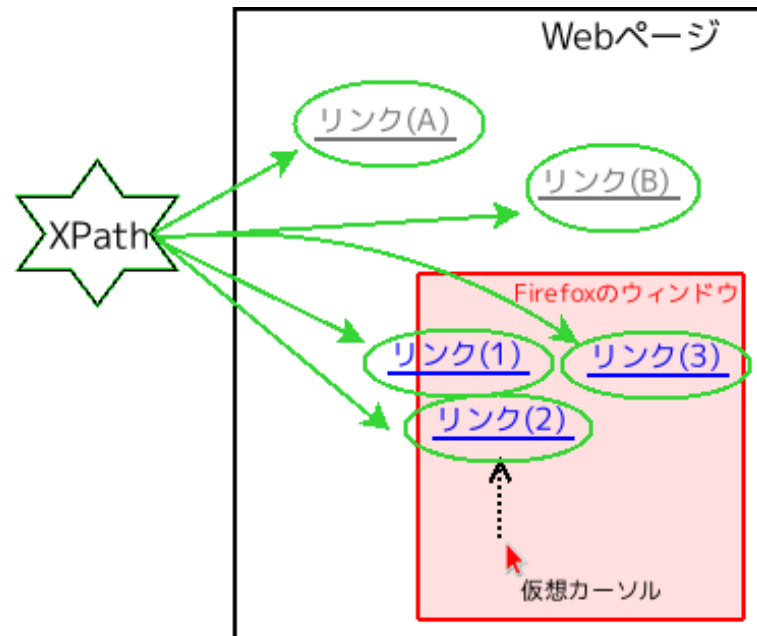 Webページ
リンク(A)
リンク(B)
XPath
Firefoxのウィンドウ
リンク(1)
リンク(3)
リンク(2)
仮想カーソル